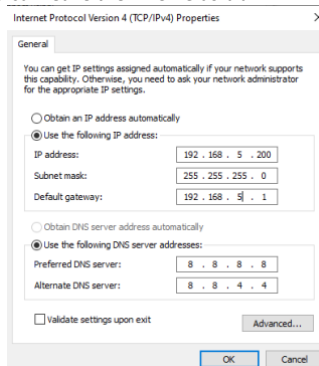 Internet Protocol Version 4 (TCP/IPv4) Properties
General
You can get IP settings assigned automatically if your network supports
this capability. Otherwise, you need to ask your network administrator
for the appropriate IP settings.
Obtain an IP address automatically
Use the following IP address:
IP address: 192 . 168 . 5 . 200
Subnet mask: 255 . 255 . 255 . 0
Default gateway: 192 . 168 . 5 . 1
Obtain DNS server address automatically
Use the following DNS server addresses:
Preferred DNS server: 8 . 8 . 8 . 8
Alternate DNS server: 8 . 8 . 4 . 4
Validate settings upon exit
Advanced...
OK Cancel